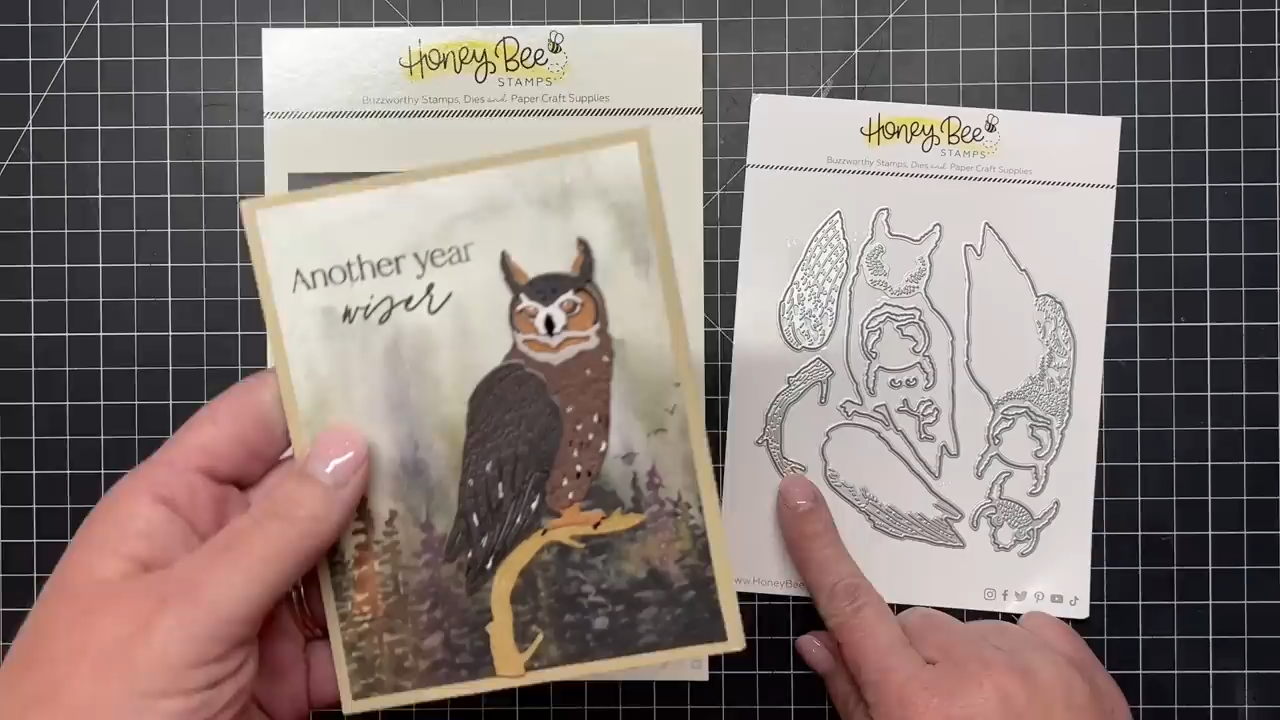 Honey Bee
STAMPS
Buzzworthy Stamps, Dies and Paper Craft Supplies
Another year
wiser
Honey Bee
STAMPS
Buzzworthy Stamps, Dies and Paper Craft Supplies
www.HoneyBee